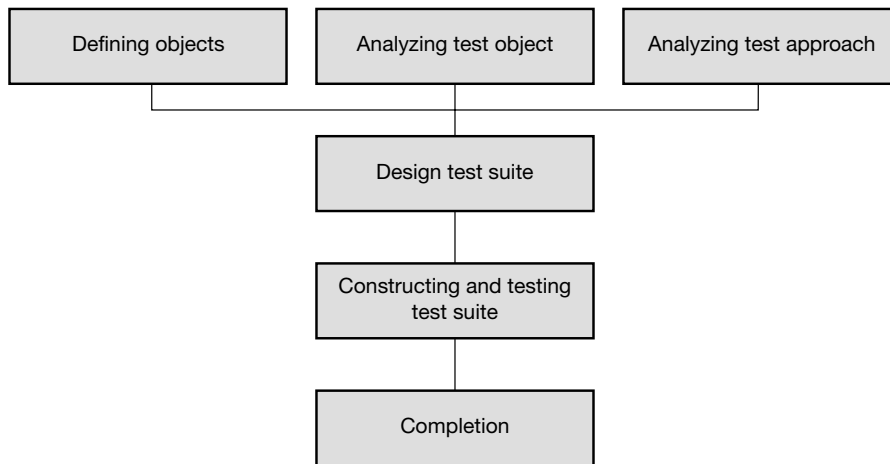 Defining objects
Analyzing test object
Analyzing test approach
Design test suite
Constructing and testing
test suite
Completion